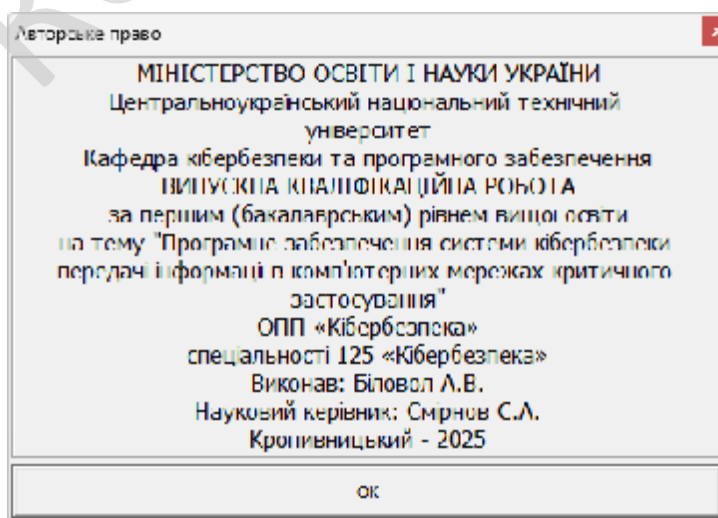 Авторське право
МІНІСТЕРСТВО ОСВІТИ І НАУКИ УКРАЇНИ
Центральноукраїнський національний технічний
університет
Кафедра кібербезпеки та програмного забезпечення
ВИПУСКНА КВАЛІФІКАЦІЙНА РОБОТА
за першим (бакалаврським) рівнем вищої освіти
на тему "Програмне забезпечення системи кібербезпеки
передачі інформації в комп'ютерних мережах критичного
застосування"
ОПП «Кібербезпека»
спеціальності 125 «Кібербезпека»
Виконав: Біловол А.В.
Науковий керівник: Смірнов С.А.
Кропивницький - 2025
ОК